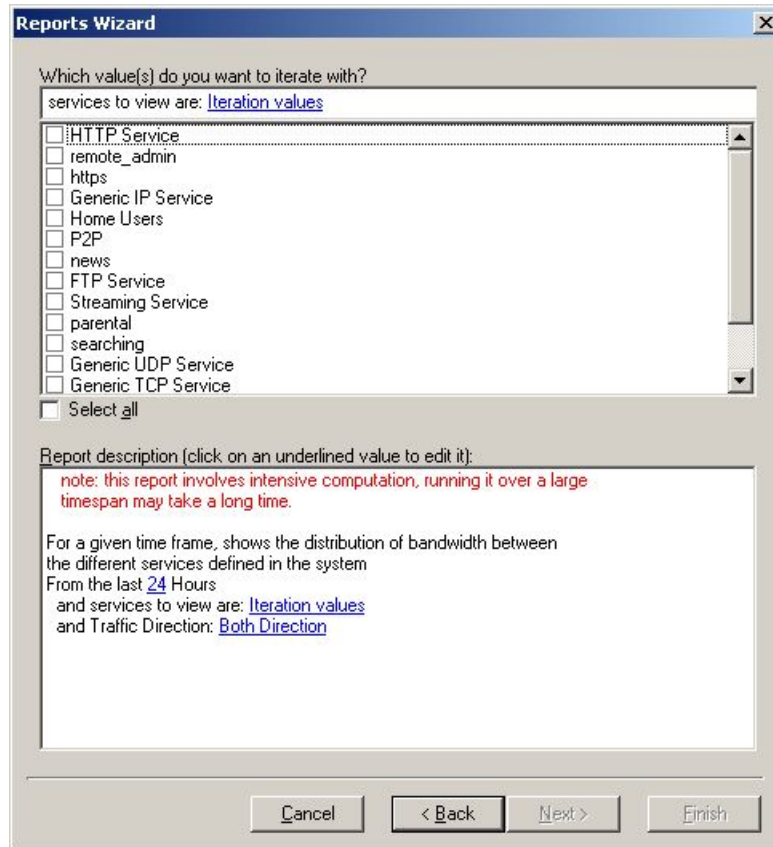 Reports Wizard
Which value(s) do you want to iterate with?
services to view are: Iteration values
HTTP Service
remote_admin
https
Generic IP Service
Home Users
P2P
news
FTP Service
Streaming Service
parental
searching
Generic UDP Service
Generic TCP Service
Select all
Report description (click on an underlined value to edit it):
note: this report involves intensive computation, running it over a large
timespan may take a long time.
For a given time frame, shows the distribution of bandwidth between
the different services defined in the system
From the last 24 Hours
and services to view are: Iteration values
and Traffic Direction: Both Direction
Cancel
< Back
Next >
Finish